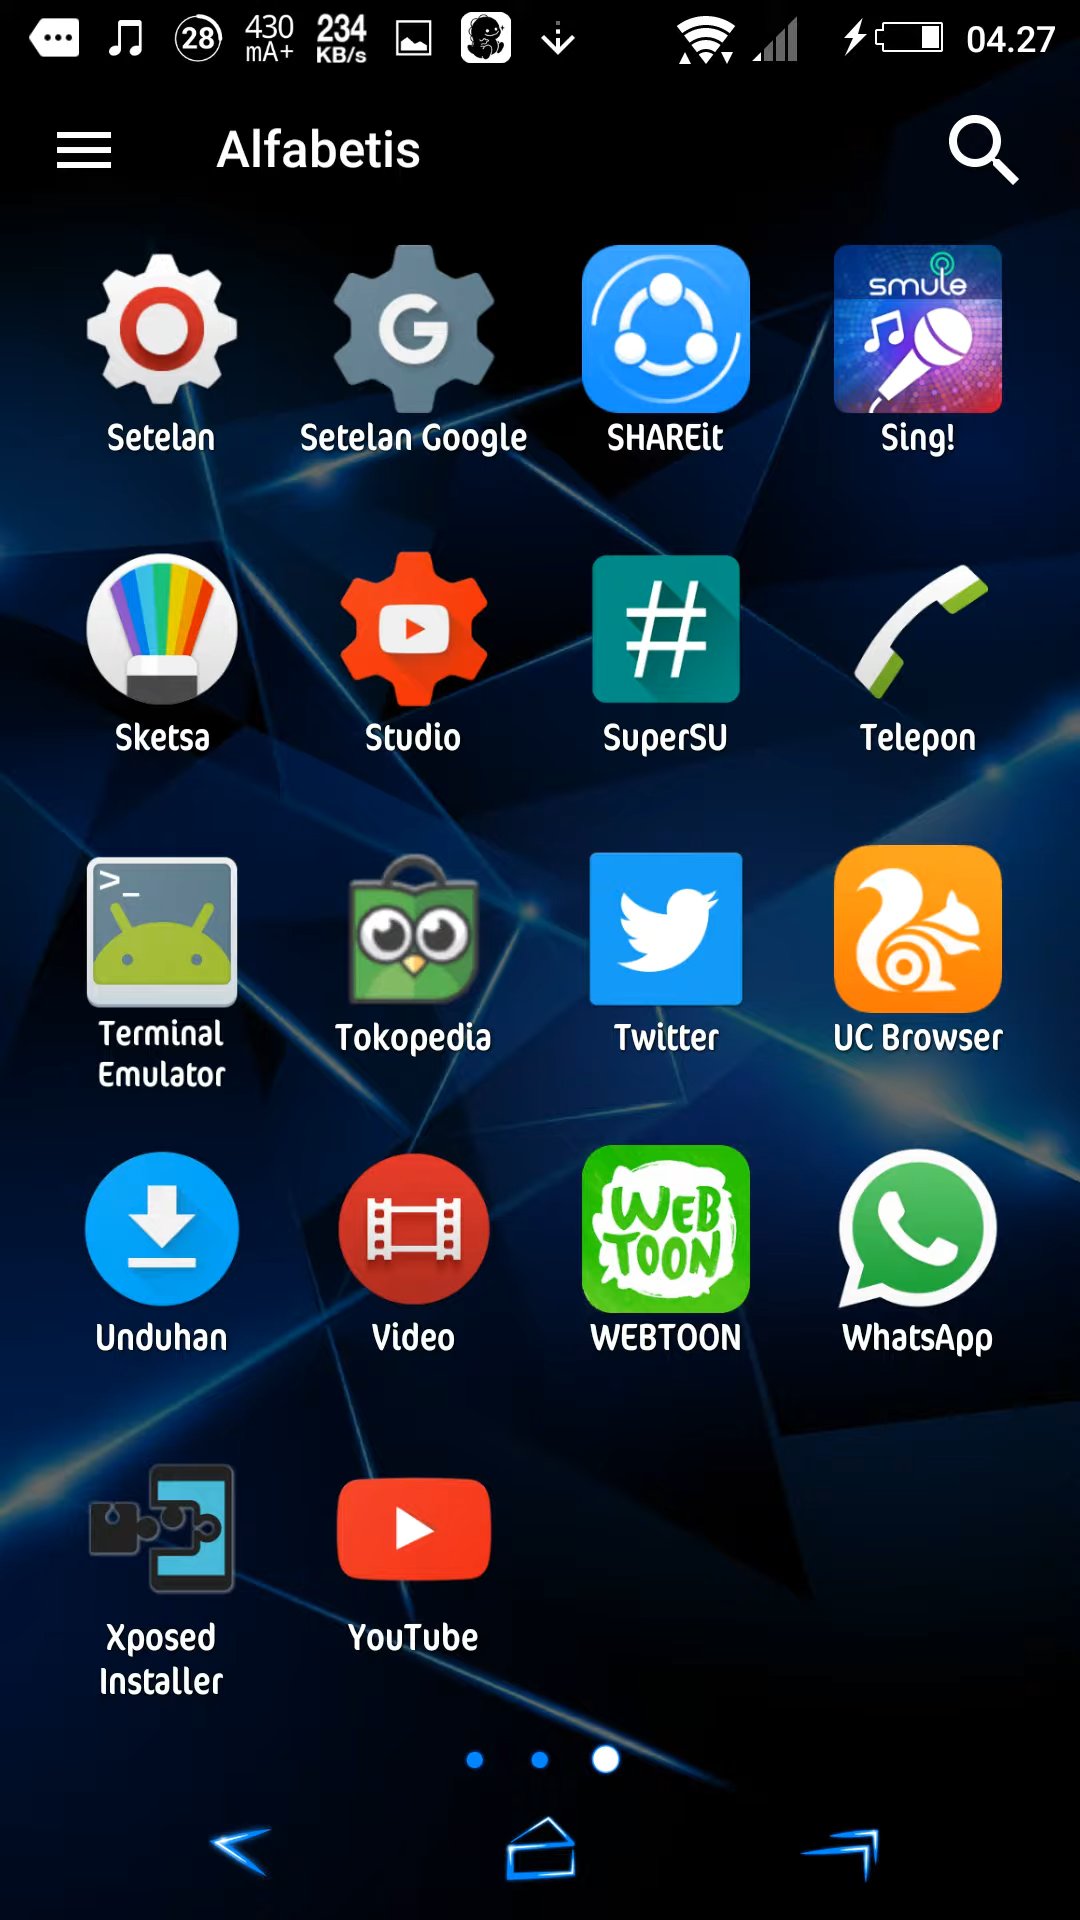 28 430 mA+ 234 KB/s 04.27
Alfabetis
smule
Setelan Setelan Google SHAREit Sing!
Sketsa Studio SuperSU Telepon
>_
Terminal Emulator Tokopedia Twitter UC Browser
WEB TOON
Unduhan Video WEBTOON WhatsApp
Xposed Installer YouTube